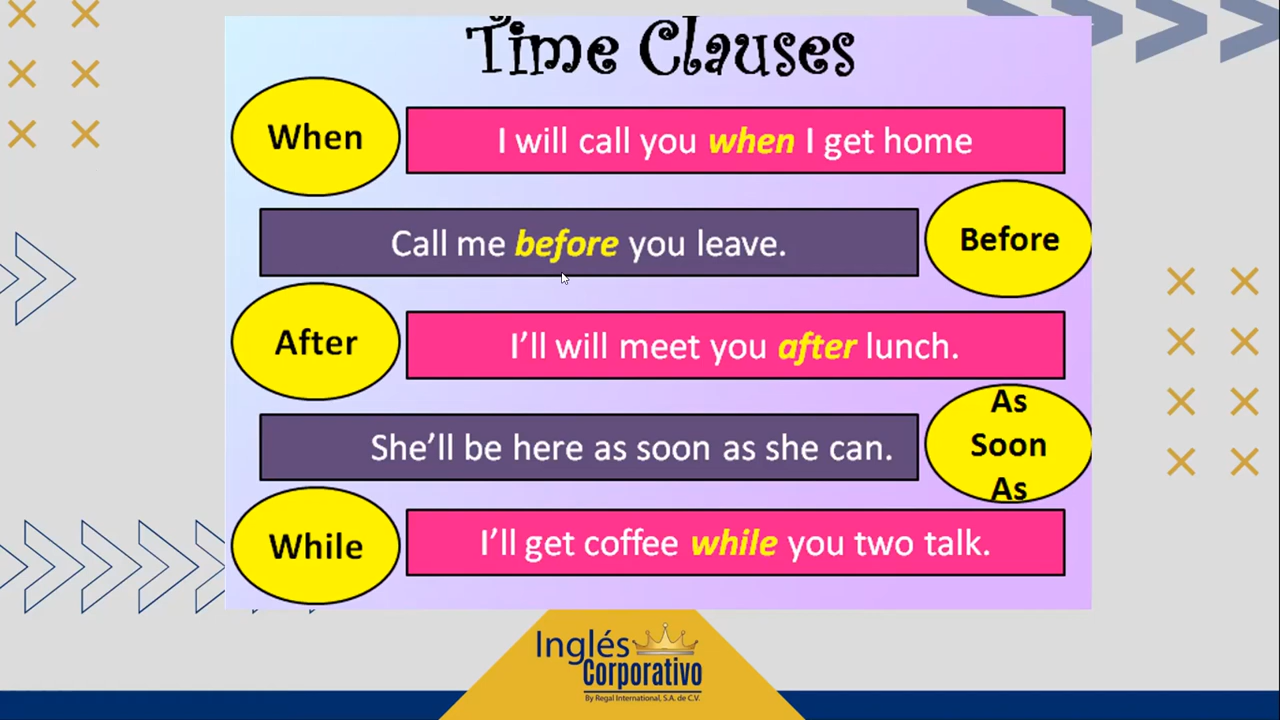 Time Clauses
When
I will call you when I get home
Call me before you leave.
Before
After
I'll will meet you after lunch.
She'll be here as soon as she can.
As
Soon
As
While
I'll get coffee while you two talk.
Inglés
Corporativo
By Regal International, S.A. de C.V.